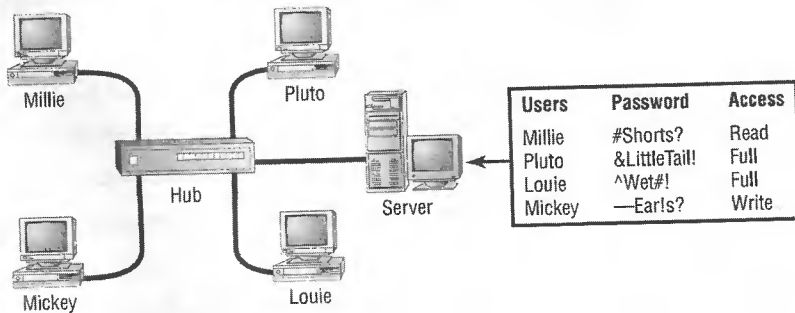 Millie
Pluto
Hub
Server
Mickey
Louie
Users Password Access
Millie #Shorts? Read
Pluto &LittleTail! Full
Louie ^Wet#! Full
Mickey —Ear!s? Write